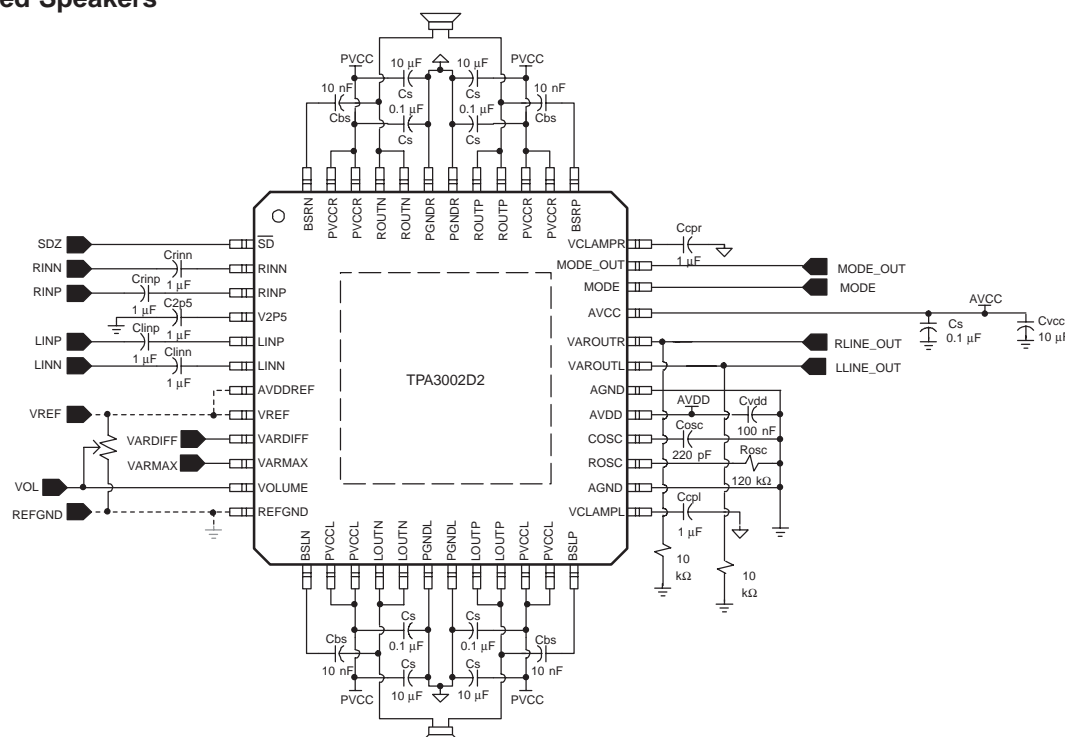 ed Speakers
PVCC
10 µF
10 µF
PVCC
10 nF
Cs
Cs
10 nF
Cbs
0.1 µF
0.1 µF
Cbs
Cs
Cs
BSRN
PVCCR
PVCCR
ROUTN
ROUTN
PGNDR
PGNDR
ROUTP
ROUTP
PVCCR
PVCCR
BSRP
SDZ
SD
VCLAMPR
Ccpr
1 µF
RINN
Crinn
1 µF
RINN
MODE_OUT
MODE_OUT
RINP
Crinp
1 µF
RINP
MODE
MODE
C2p5
1 µF
V2P5
AVCC
AVCC
Cs
0.1 µF
Cvcc
10 µF
LINP
Clinp
1 µF
LINP
VAROUTR
RLINE_OUT
LINN
Clinn
1 µF
LINN
VAROUTL
LLINE_OUT
TPA3002D2
AVDDREF
AGND
VREF
VREF
AVDD
AVDD
Cvdd
100 nF
VARDIFF
VARDIFF
COSC
Cosc
220 pF
VARMAX
VARMAX
ROSC
Rosc
120 kΩ
VOL
VOLUME
AGND
REFGND
REFGND
VCLAMPL
Ccpl
1 µF
BSLN
PVCCL
PVCCL
LOUTN
LOUTN
PGNDL
PGNDL
LOUTP
LOUTP
PVCCL
PVCCL
BSLP
10
kΩ
10
kΩ
Cs
Cs
Cbs
0.1 µF
0.1 µF
Cbs
10 nF
Cs
Cs
10 nF
PVCC
10 µF
10 µF
PVCC